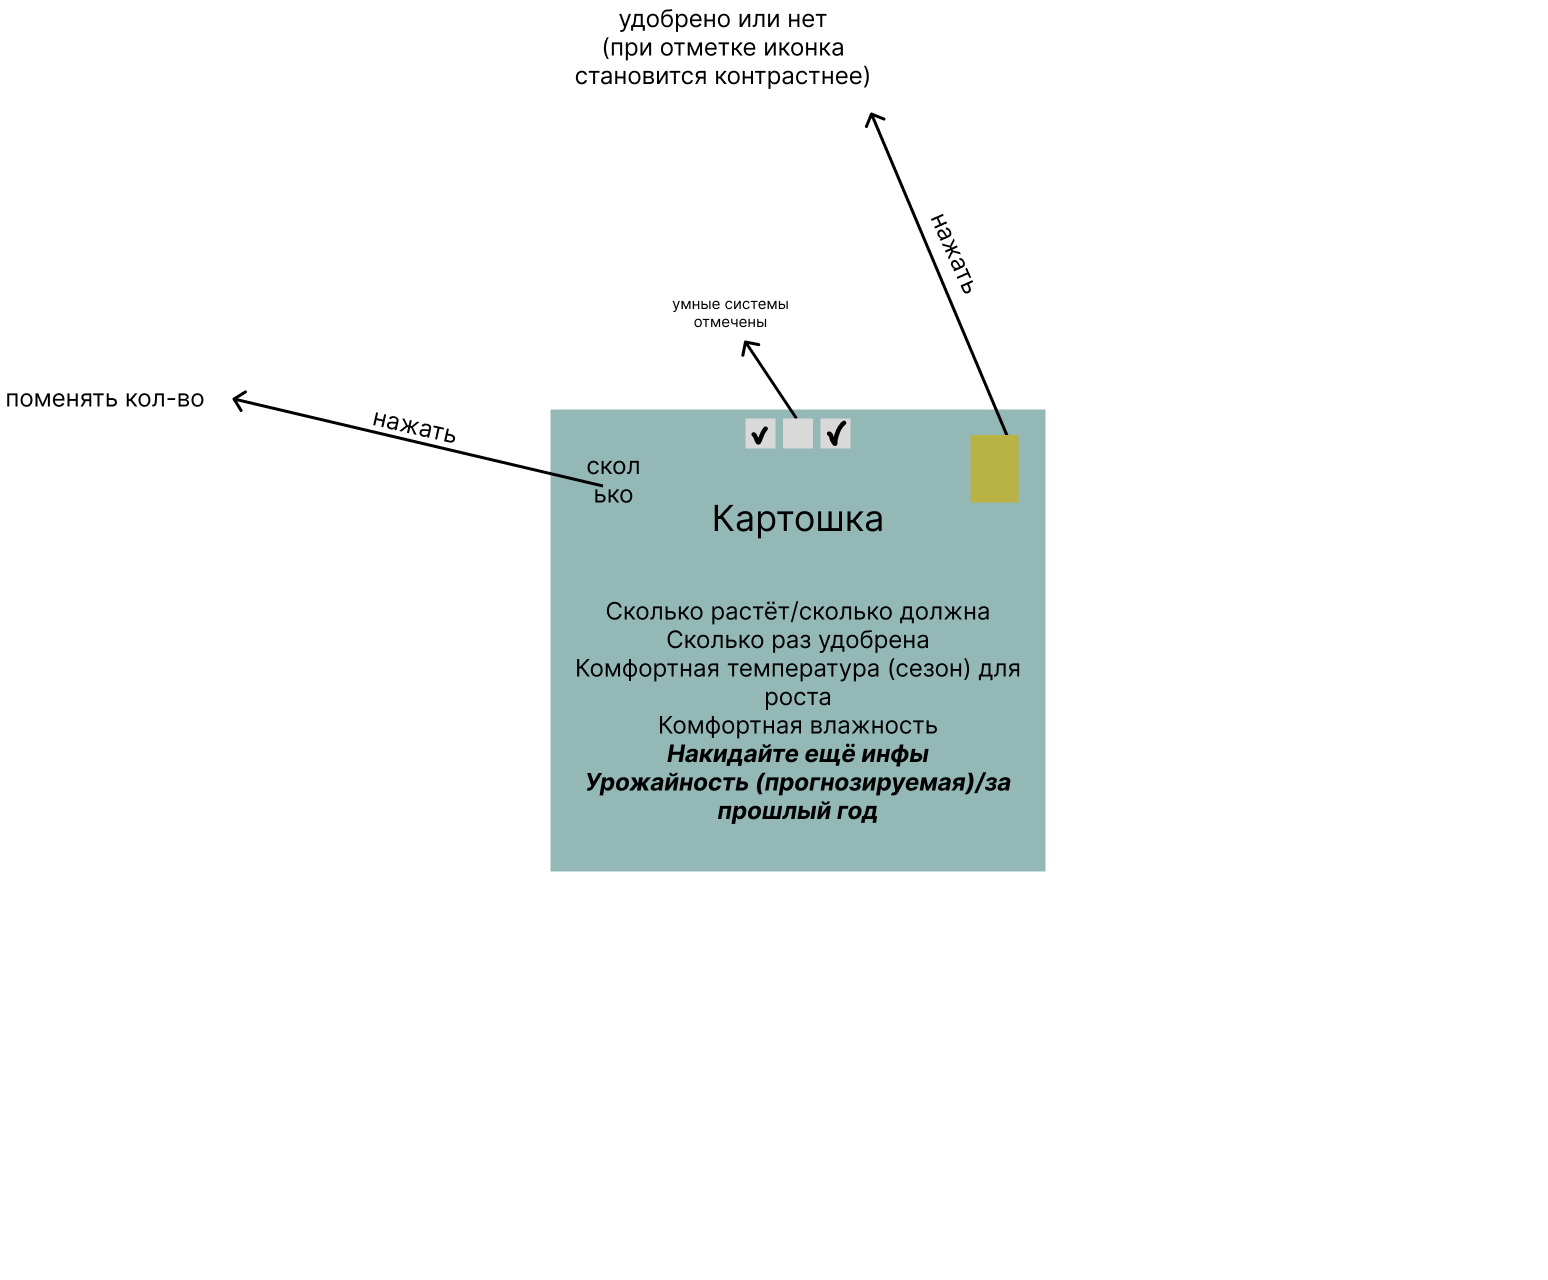 удобрено или нет
(при отметке иконка
становится контрастнее)
нажать
умные системы
отмечены
поменять кол-во
нажать
скол
ько
Картошка
Сколько растёт/сколько должна
Сколько раз удобрена
Комфортная температура (сезон) для
роста
Комфортная влажность
Накидайте ещё инфы
Урожайность (прогнозируемая)/за
прошлый год